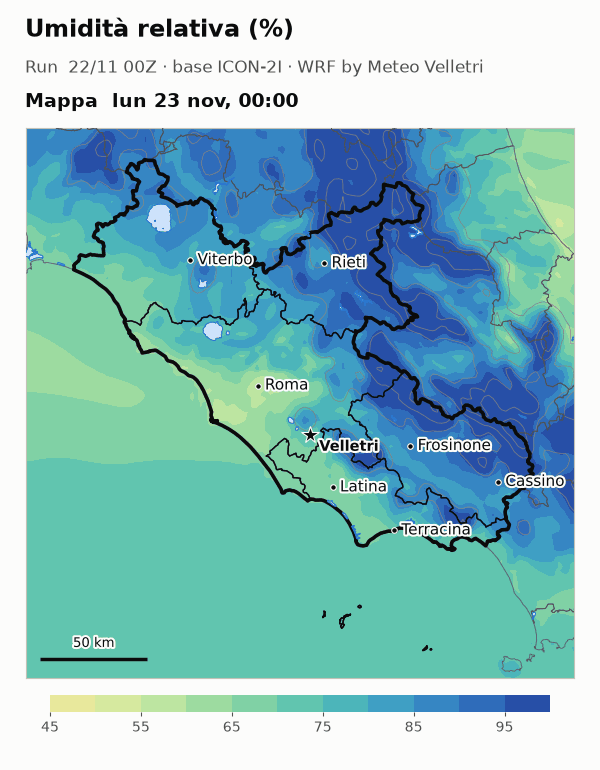 Umidità relativa (%)
Run  22/11 00Z · base ICON-2I · WRF by Meteo Velletri
Mappa  lun 23 nov, 00:00
Viterbo
Rieti
Roma
Velletri
Frosinone
Cassino
Latina
Terracina
50 km
45 55 65 75 85 95